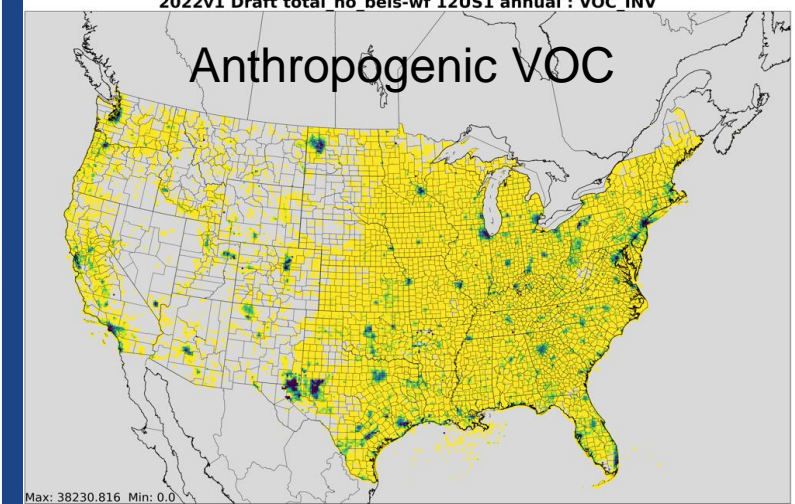 2022v1 Draft total_no_beis-wf 12US1 annual : VOC_INV
Anthropogenic VOC
Max: 38230.816 Min: 0.0